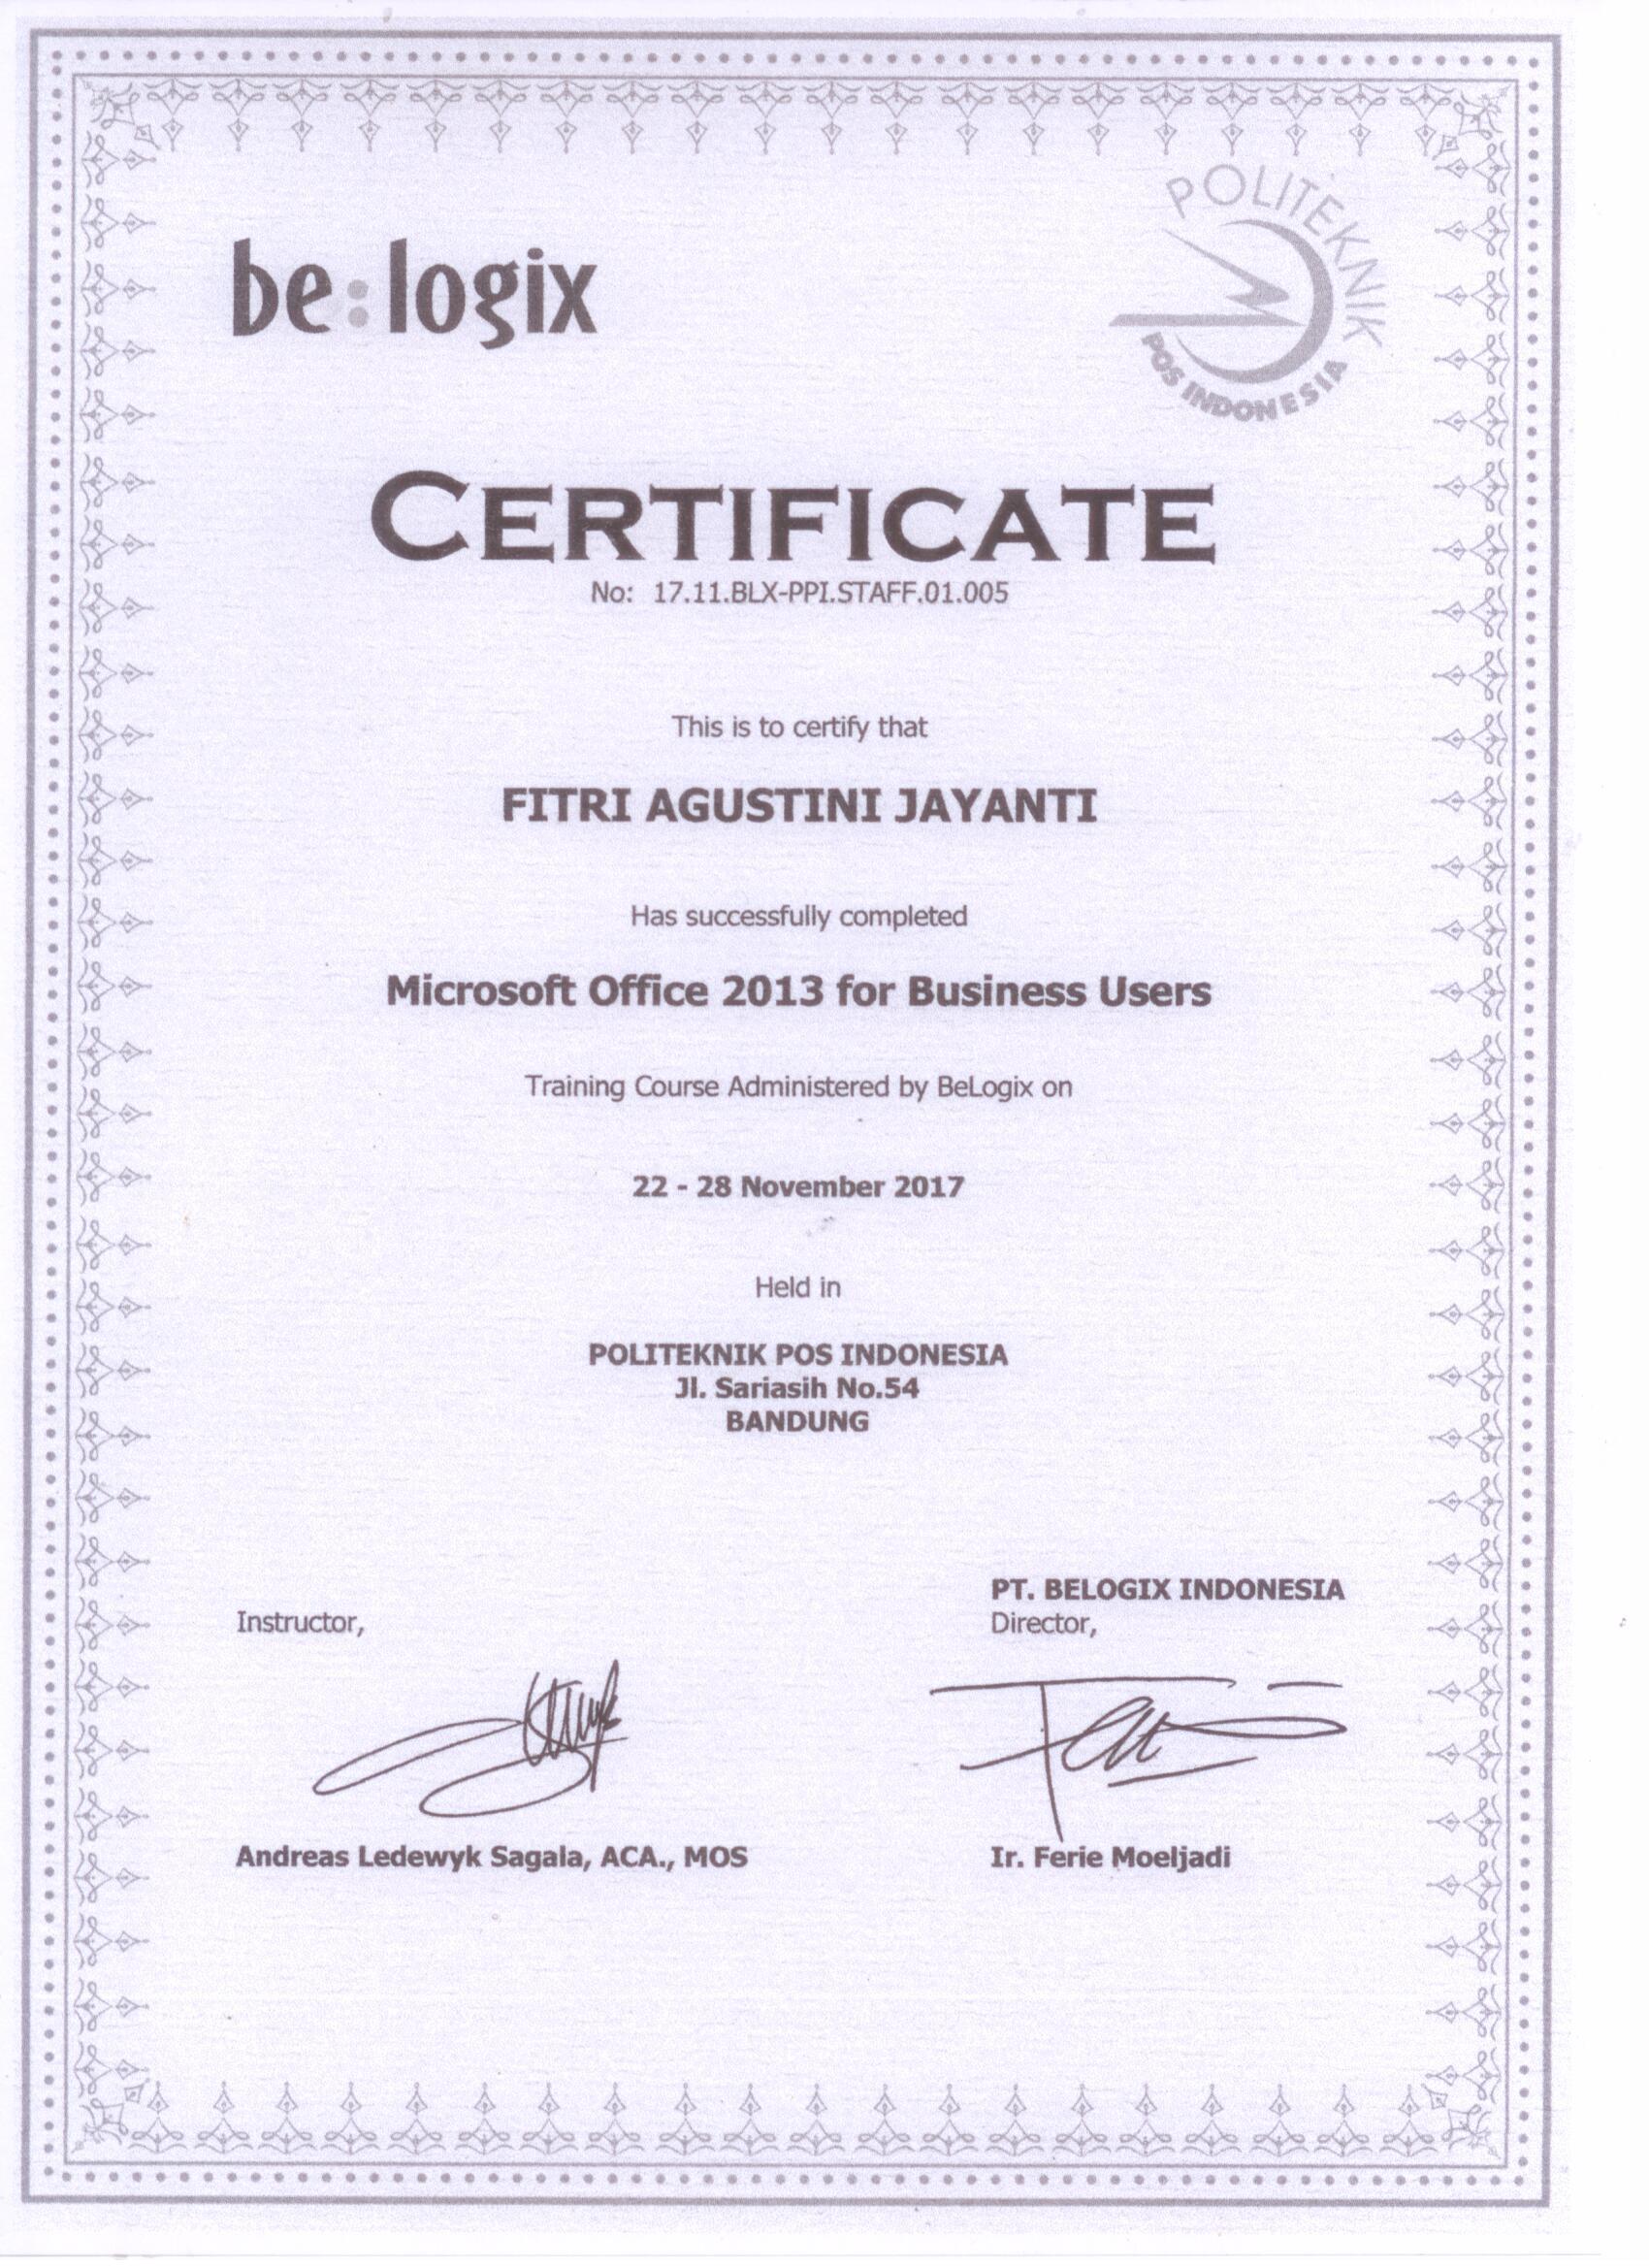 be:logix
POLITEKNIK
POS INDONESIA
CERTIFICATE
No: 17.11.BLX-PPI.STAFF.01.005
This is to certify that
FITRI AGUSTINI JAYANTI
Has successfully completed
Microsoft Office 2013 for Business Users
Training Course Administered by BeLogix on
22 - 28 November 2017
Held in
POLITEKNIK POS INDONESIA
Jl. Sariasih No.54
BANDUNG
Instructor,
Andreas Ledewyk Sagala, ACA., MOS
PT. BELOGIX INDONESIA
Director,
Ir. Ferie Moeljadi